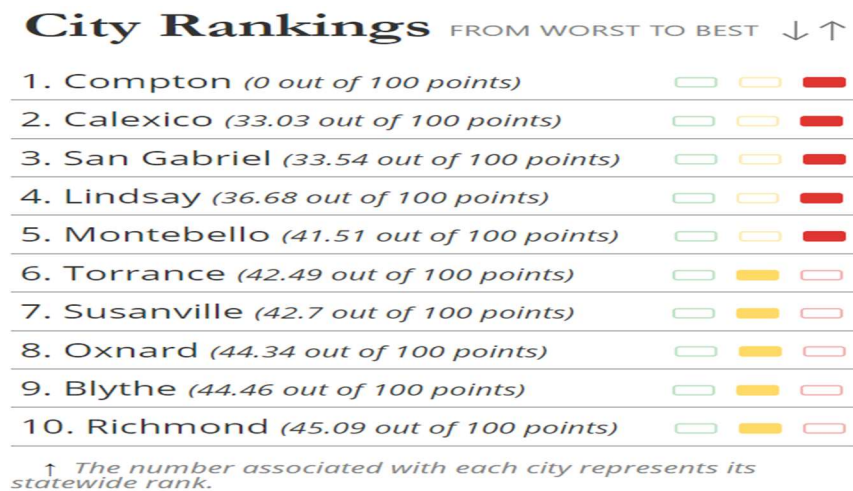 City Rankings FROM WORST TO BEST ↓ ↑
1. Compton (0 out of 100 points)
2. Calexico (33.03 out of 100 points)
3. San Gabriel (33.54 out of 100 points)
4. Lindsay (36.68 out of 100 points)
5. Montebello (41.51 out of 100 points)
6. Torrance (42.49 out of 100 points)
7. Susanville (42.7 out of 100 points)
8. Oxnard (44.34 out of 100 points)
9. Blythe (44.46 out of 100 points)
10. Richmond (45.09 out of 100 points)
↑ The number associated with each city represents its
statewide rank.